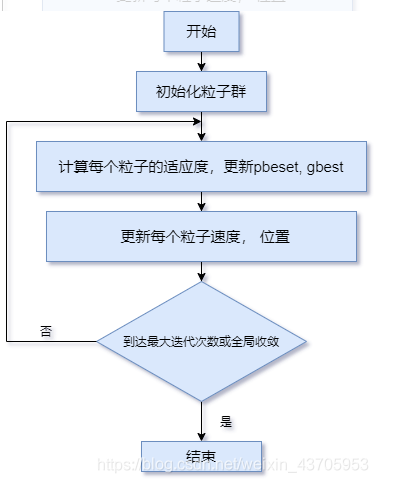 开始
初始化粒子群
计算每个粒子的适应度，更新pbeset, gbest
更新每个粒子速度， 位置
到达最大迭代次数或全局收敛
否
是
结束
https://blog.csdn.net/weixin_43705953